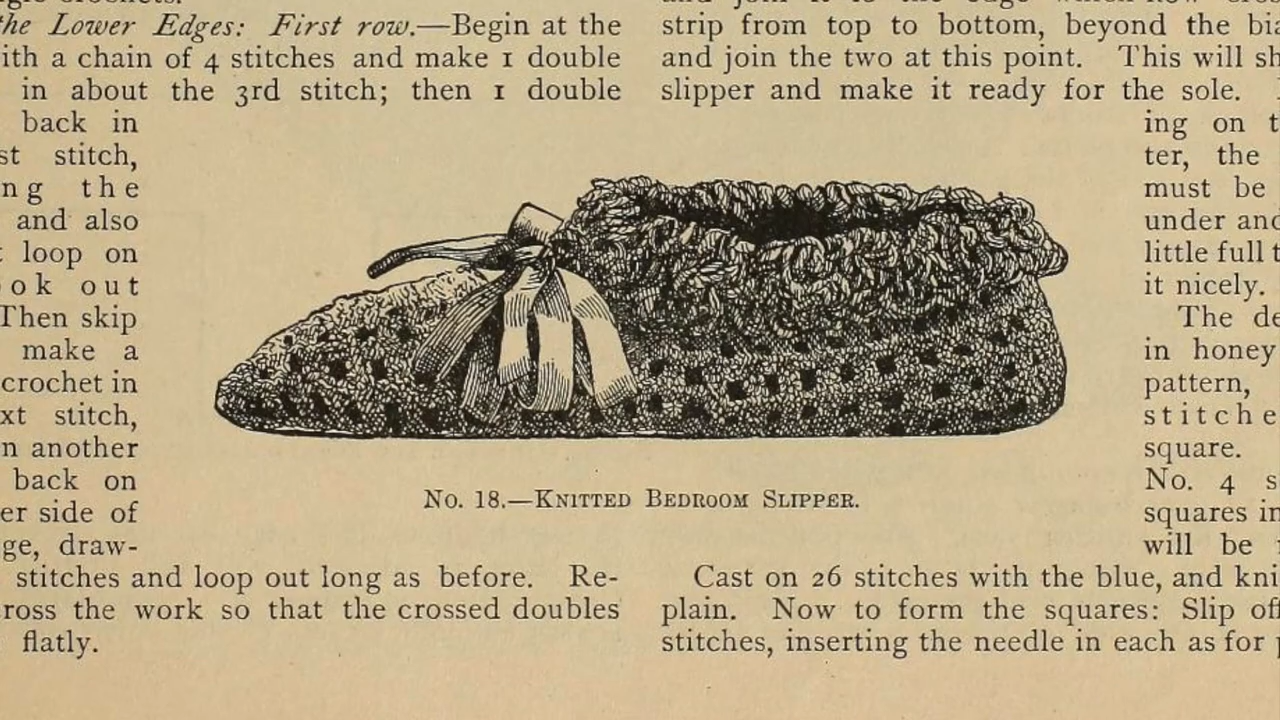 the Lower Edges: First row.—Begin at the
with a chain of 4 stitches and make 1 double
in about the 3rd stitch; then 1 double
back in
stitch,
the
and also
loop on
out
Then skip
make a
crochet in
stitch,
another
back on
side of
draw-
stitches and loop out long as before. Re-
the work so that the crossed doubles
flatly.
No. 18.—Knitted Bedroom Slipper.
strip from top to bottom, beyond the
and join the two at this point. This will
slipper and make it ready for the sole.
ing on
ter, the
must be
under and
little full
it nicely.
The
in honey
pattern,
stitche
square.
No. 4
squares in
will be
Cast on 26 stitches with the blue, and
plain. Now to form the squares: Slip off
stitches, inserting the needle in each as for